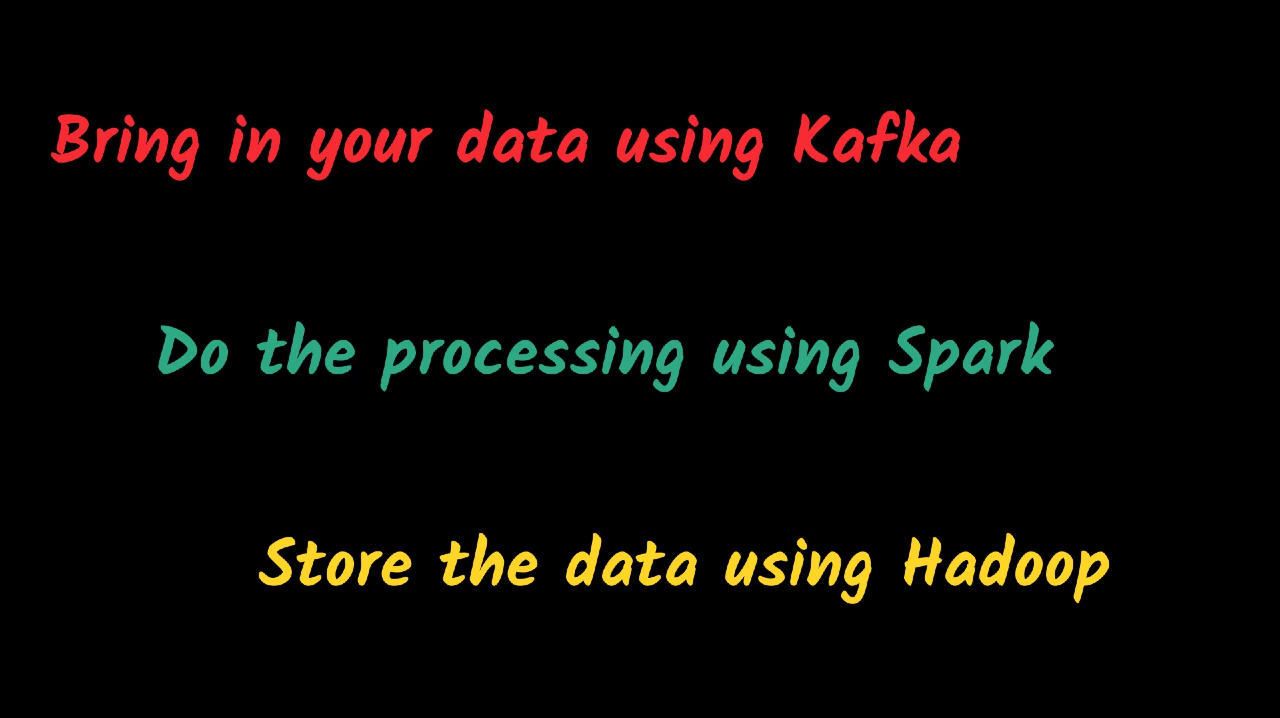 Bring in your data using Kafka
Do the processing using Spark
Store the data using Hadoop